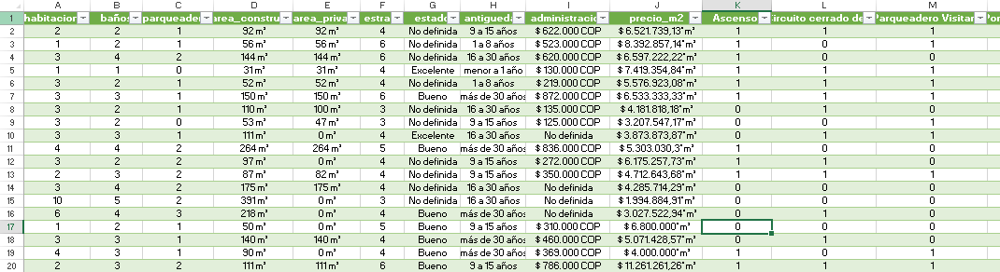 A B C D E F G H I J K L M
1 habitacion baños parqueade area_constru area_priva estra estado antigueda administració precio_m2 Ascenso Circuito cerrado de Parqueadero Visitan
2 2 2 1 92 m² 92 m² 4 No definida 9 a 15 años $ 622.000 COP $ 6.521.739,13*m² 1 1 1
3 1 2 1 56 m² 56 m² 6 No definida 1 a 8 años $ 523.000 COP $ 8.392.857,14*m² 1 0 1
4 3 4 2 144 m² 144 m² 6 No definida 16 a 30 años $ 620.000 COP $ 6.597.222,22*m² 1 0 0
5 1 1 0 31 m² 31 m² 4 Excelente menor a 1 año $ 130.000 COP $ 7.419.354,84*m² 1 1 1
6 3 2 1 52 m² 52 m² 4 No definida 1 a 8 años $ 219.000 COP $ 5.576.923,08*m² 1 1 0
7 3 3 1 150 m² 150 m² 6 Bueno más de 30 años $ 872.000 COP $ 6.533.333,33*m² 1 1 1
8 3 2 1 110 m² 100 m² 3 No definida 16 a 30 años $ 135.000 COP $ 4.181.818,18*m² 0 1 0
9 3 2 0 53 m² 47 m² 3 No definida 9 a 15 años $ 125.000 COP $ 3.207.547,17*m² 0 0 1
10 3 3 1 111 m² 0 m² 4 Excelente 16 a 30 años No definida $ 3.873.873,87*m² 0 1 1
11 4 4 2 264 m² 264 m² 5 Bueno más de 30 años $ 836.000 COP $ 5.303.030,3*m² 1 0 0
12 3 2 2 97 m² 0 m² 4 No definida 9 a 15 años $ 272.000 COP $ 6.175.257,73*m² 0 0 0
13 2 3 2 87 m² 82 m² 4 No definida 9 a 15 años $ 350.000 COP $ 4.712.643,68*m² 1 1 1
14 3 4 2 175 m² 175 m² 4 No definida 16 a 30 años No definida $ 4.285.714,29*m² 0 0 0
15 10 5 2 391 m² 0 m² 3 No definida 16 a 30 años No definida $ 1.994.884,91*m² 0 0 0
16 6 4 3 218 m² 0 m² 4 Bueno más de 30 años No definida $ 3.027.522,94*m² 0 1 0
17 1 2 1 50 m² 0 m² 5 Bueno 9 a 15 años $ 310.000 COP $ 6.800.000*m² 0 0 0
18 3 3 1 140 m² 140 m² 4 Bueno más de 30 años $ 460.000 COP $ 5.071.428,57*m² 0 1 0
19 4 3 1 90 m² 0 m² 4 Bueno más de 30 años $ 369.000 COP $ 4.000.000*m² 1 0 1
20 2 3 2 111 m² 111 m² 6 Bueno 9 a 15 años $ 786.000 COP $ 11.261.261,26*m² 1 1 1